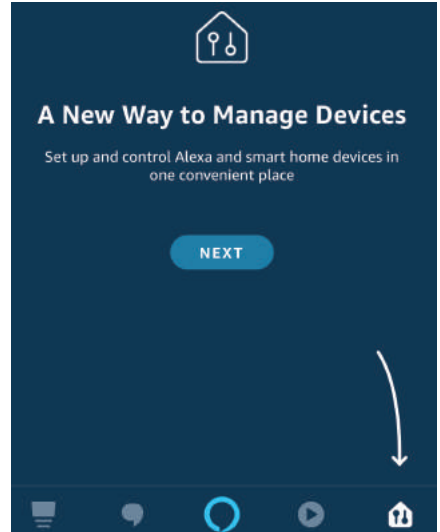 A New Way to Manage Devices
Set up and control Alexa and smart home devices in
one convenient place
NEXT